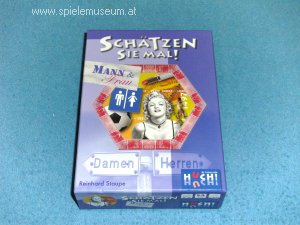 www.spielemuseum.at
SCHÄTZEN
SIE MAL!
MANN &
Frau
Damen
Herren
Reinhard Staupe
HUCH!